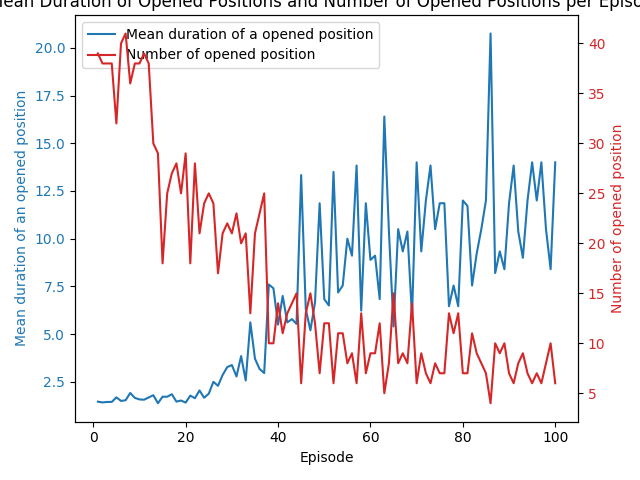 Mean Duration of Opened Positions and Number of Opened Positions per Episode
Mean duration of a opened position
Number of opened position
Mean duration of an opened position
20.0
17.5
15.0
12.5
10.0
7.5
5.0
2.5
40
35
30
25
20
15
10
5
Number of opened position
0 20 40 60 80 100
Episode